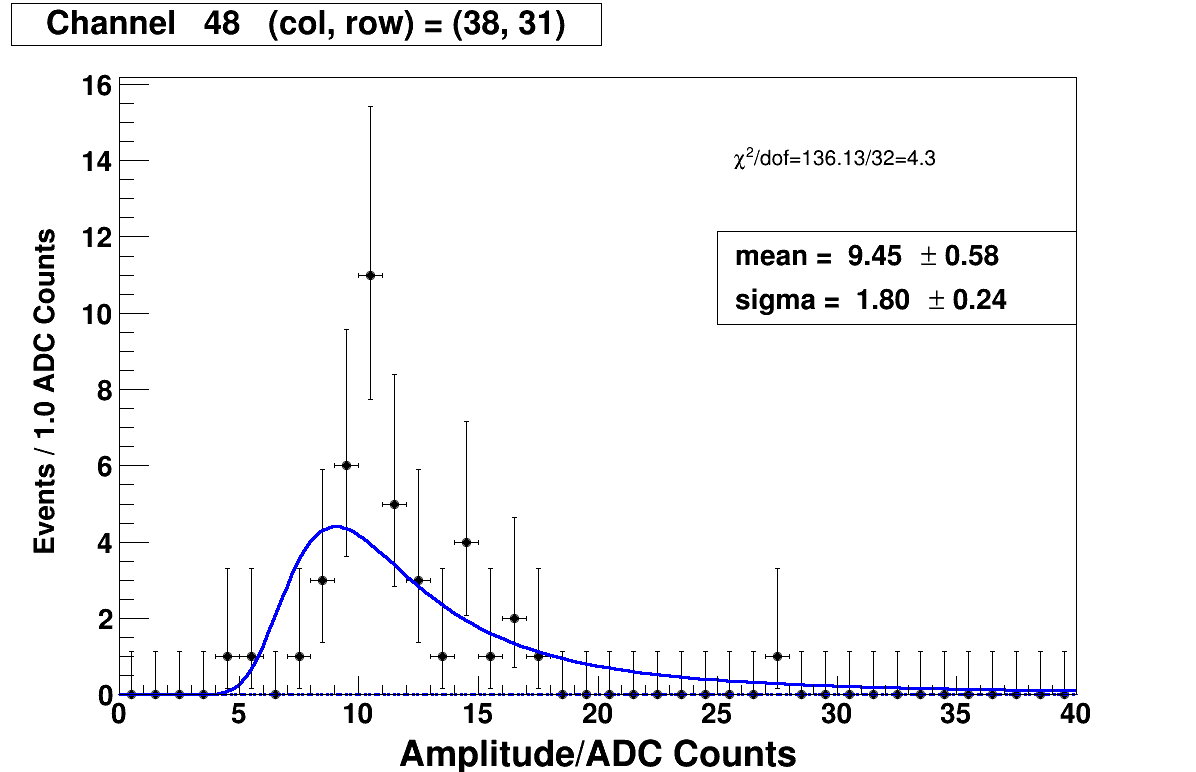 Channel 48 (col, row) = (38, 31)
16
14
12
10
8
6
4
2
0
Events / 1.0 ADC Counts
χ²/dof=136.13/32=4.3
mean = 9.45 ± 0.58
sigma = 1.80 ± 0.24
0 5 10 15 20 25 30 35 40
Amplitude/ADC Counts